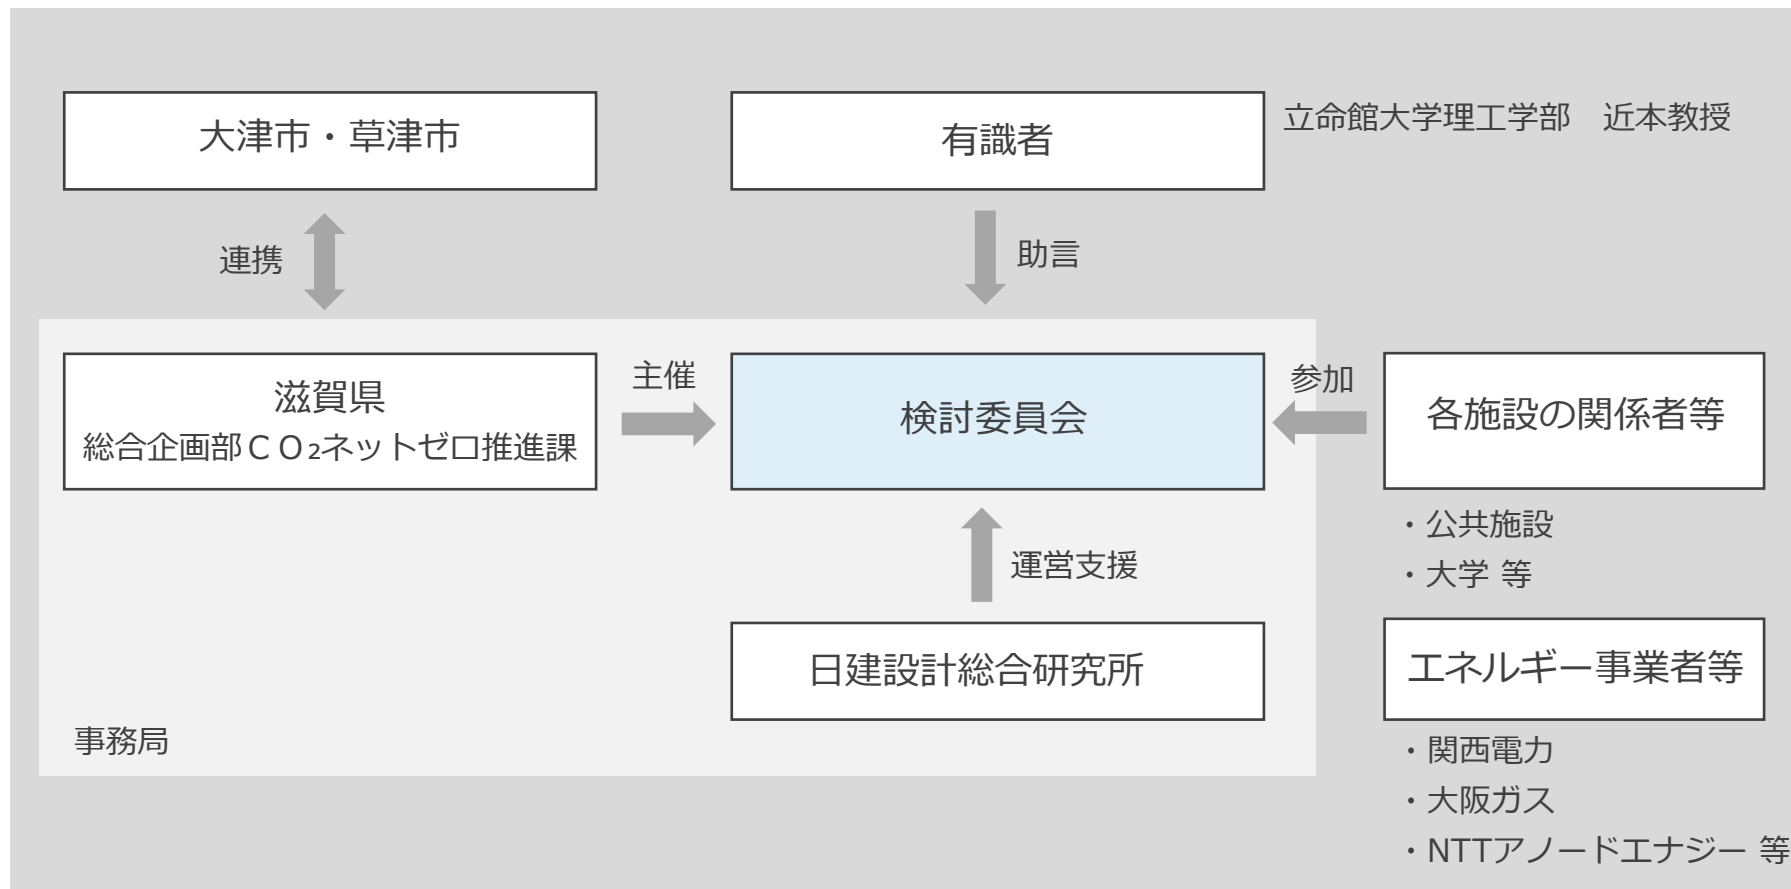 大津市・草津市
有識者
立命館大学理工学部　近本教授
連携
助言
滋賀県
総合企画部ＣＯ₂ネットゼロ推進課
主催
検討委員会
参加
各施設の関係者等
・公共施設
・大学 等
運営支援
日建設計総合研究所
エネルギー事業者等
・関西電力
・大阪ガス
・NTTアノードエナジー 等
事務局